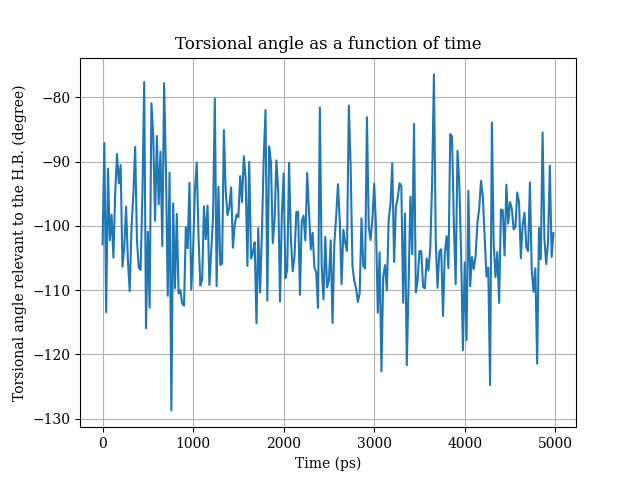 Torsional angle as a function of time
Torsional angle relevant to the H.B. (degree)
−80
−90
−100
−110
−120
−130
0 1000 2000 3000 4000 5000
Time (ps)